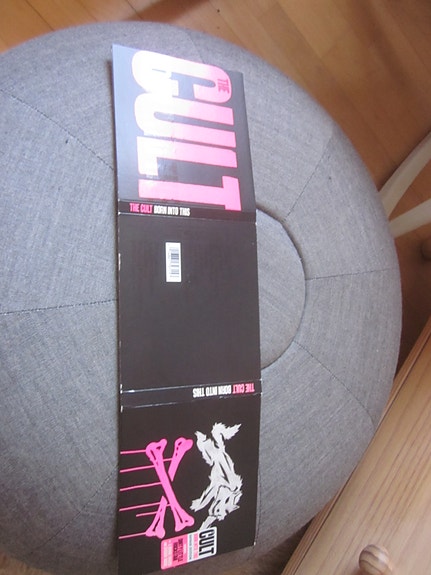 THE
CULT
THE CULT BORN INTO THIS
THE CULT BORN INTO THIS
CULT